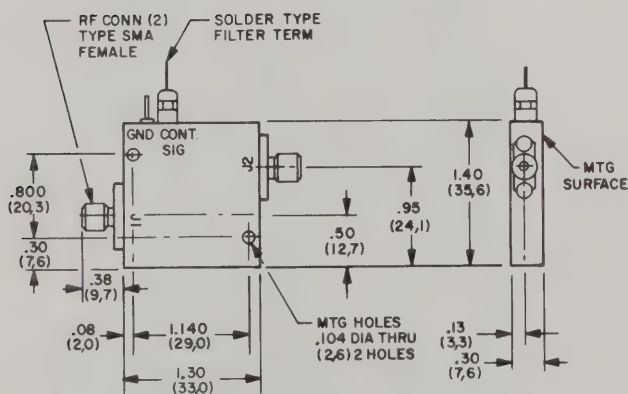 RF CONN (2)
TYPE SMA
FEMALE
SOLDER TYPE
FILTER TERM
GND CONT.
SIG
J2
J1
.800
(20,3)
.30
(7,6)
.38
(9,7)
.08
(2,0)
1.140
(29,0)
1.30
(33,0)
.50
(12,7)
.95
(24,1)
1.40
(35,6)
MTG HOLES
.104 DIA THRU
(2,6) 2 HOLES
MTG
SURFACE
.13
(3,3)
.30
(7,6)